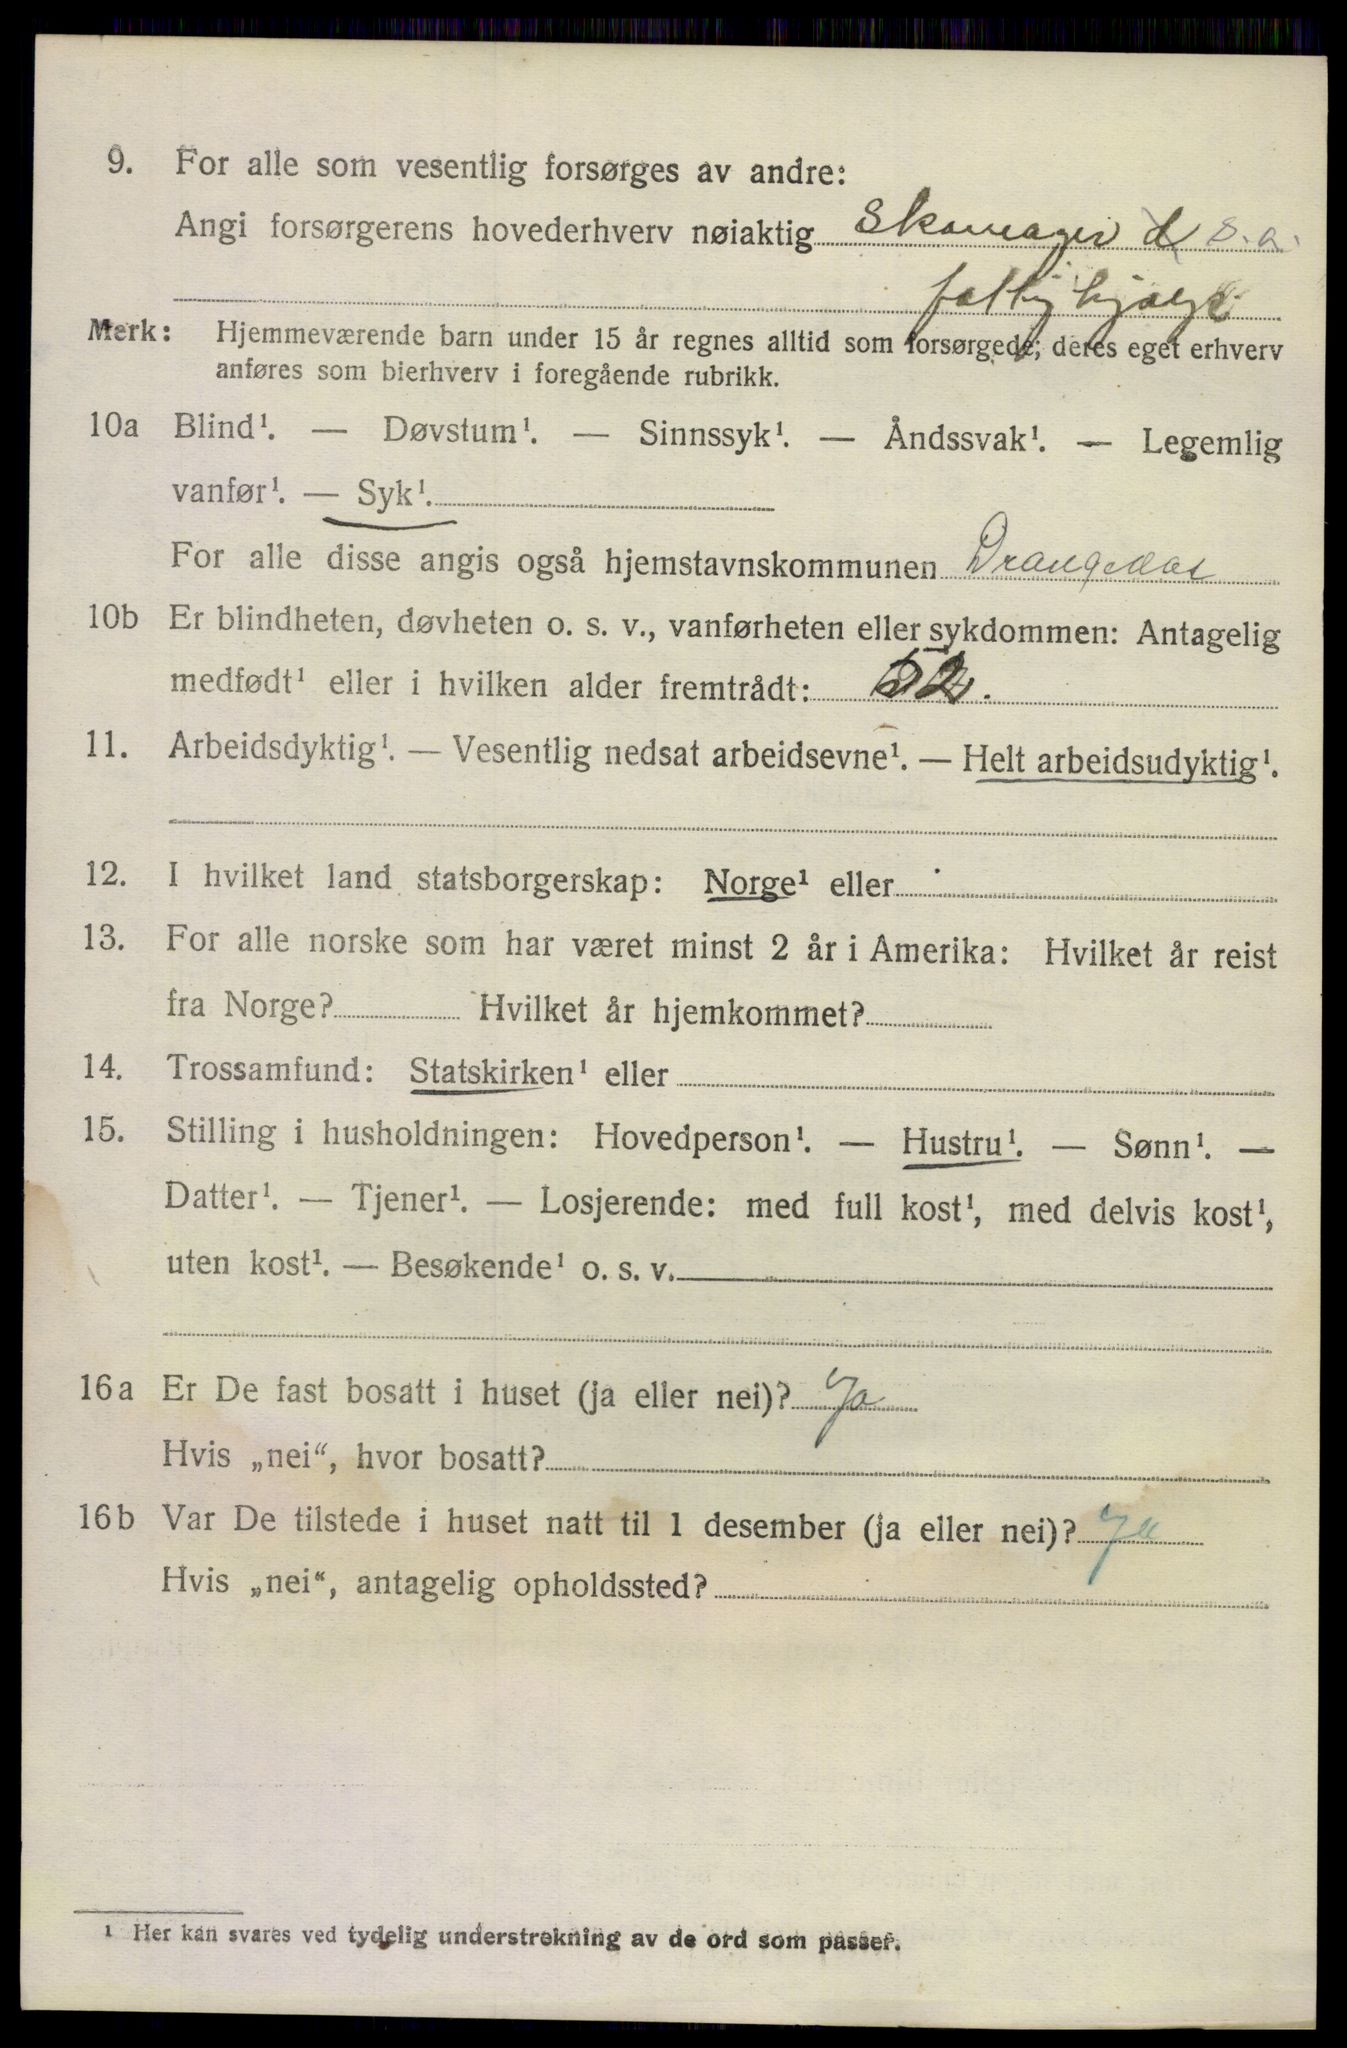 9. For alle som vesentlig forsørges av andre:
Angi forsørgerens hovederhverv nøiaktig Skomager s.a.
Merk: Hjemmeværende barn under 15 år regnes alltid som forsørgede; deres eget erhverv
anføres som bierhverv i foregående rubrikk.
10a Blind¹. — Døvstum¹. — Sinnssyk¹. — Åndssvak¹. — Legemlig
vanfør¹. — Syk¹.
For alle disse angis også hjemstavnskommunen Drangedal
10b Er blindheten, døvheten o. s. v., vanførheten eller sykdommen: Antagelig
medfødt¹ eller i hvilken alder fremtrådt:
11. Arbeidsdyktig¹. — Vesentlig nedsat arbeidsevne¹. — Helt arbeidsudyktig¹.
12. I hvilket land statsborgerskap: Norge¹ eller
13. For alle norske som har været minst 2 år i Amerika: Hvilket år reist
fra Norge? Hvilket år hjemkommet?
14. Trossamfund: Statskirken¹ eller
15. Stilling i husholdningen: Hovedperson¹. — Hustru¹. — Sønn¹. —
Datter¹. — Tjener¹. — Losjerende: med full kost¹, med delvis kost¹,
uten kost¹. — Besøkende¹ o. s. v.
16a Er De fast bosatt i huset (ja eller nei)? Ja
Hvis „nei“, hvor bosatt?
16b Var De tilstede i huset natt til 1 desember (ja eller nei)? Ja
Hvis „nei“, antagelig opholdssted?
¹ Her kan svares ved tydelig understrekning av de ord som passer.